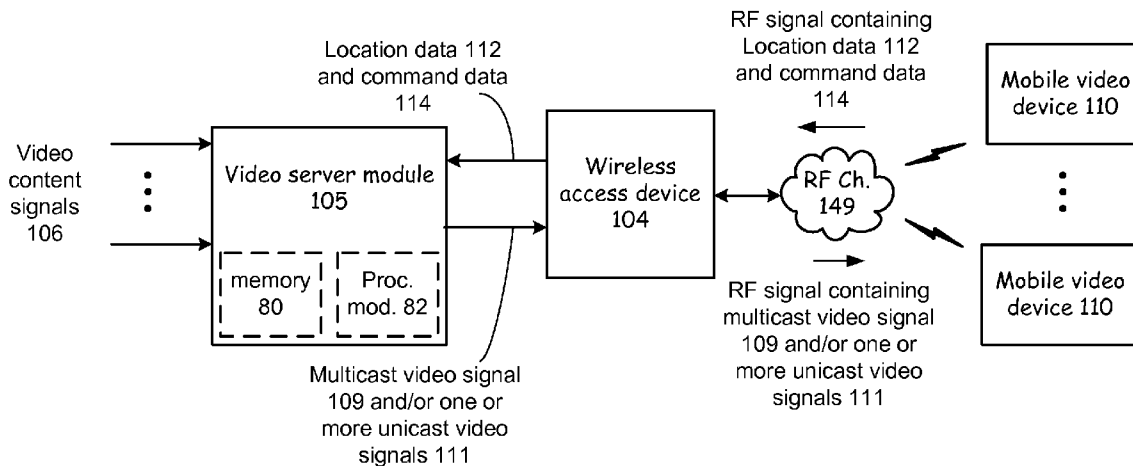 Video
content
signals
106
Location data 112
and command data
114
Video server module
105
memory
80
Proc.
mod. 82
Multicast video signal
109 and/or one or
more unicast video
signals 111
Wireless
access device
104
RF signal containing
Location data 112
and command data
114
RF Ch.
149
RF signal containing
multicast video signal
109 and/or one or
more unicast video
signals 111
Mobile video
device 110
Mobile video
device 110